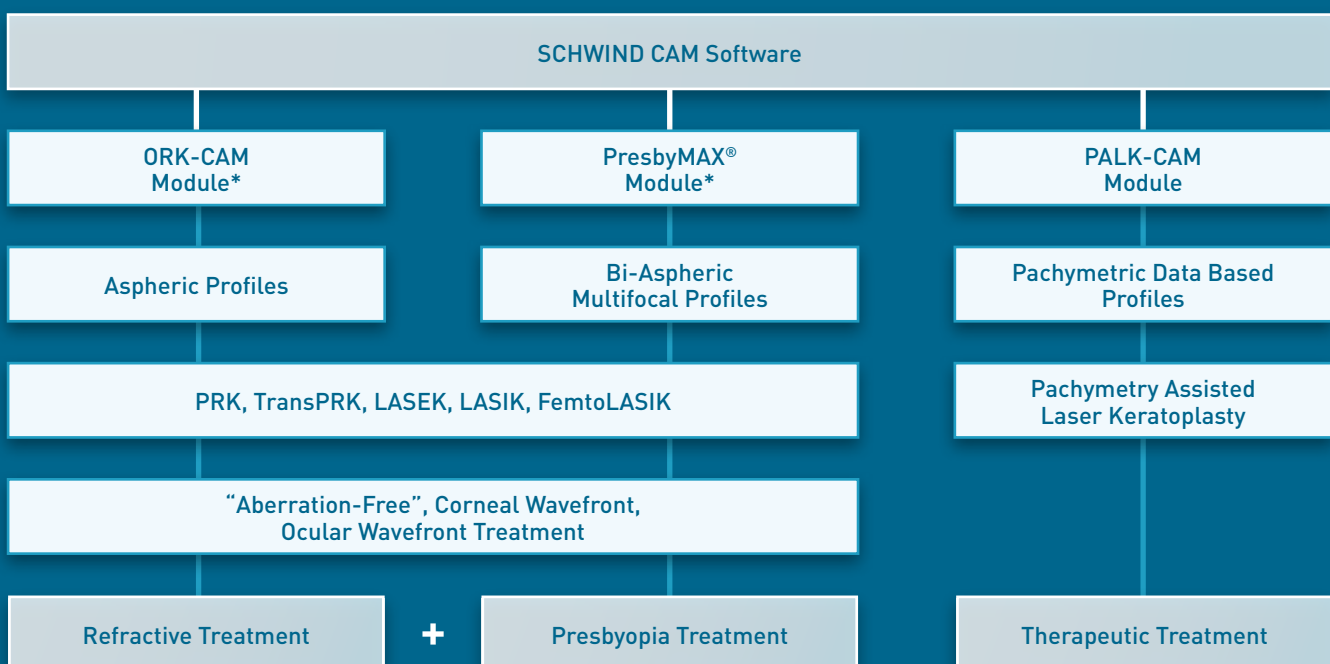 SCHWIND CAM Software
ORK-CAM
Module*
PresbyMAX®
Module*
PALK-CAM
Module
Aspheric Profiles
Bi-Aspheric
Multifocal Profiles
Pachymetric Data Based
Profiles
PRK, TransPRK, LASEK, LASIK, FemtoLASIK
Pachymetry Assisted
Laser Keratoplasty
“Aberration-Free”, Corneal Wavefront,
Ocular Wavefront Treatment
Refractive Treatment
+
Presbyopia Treatment
Therapeutic Treatment